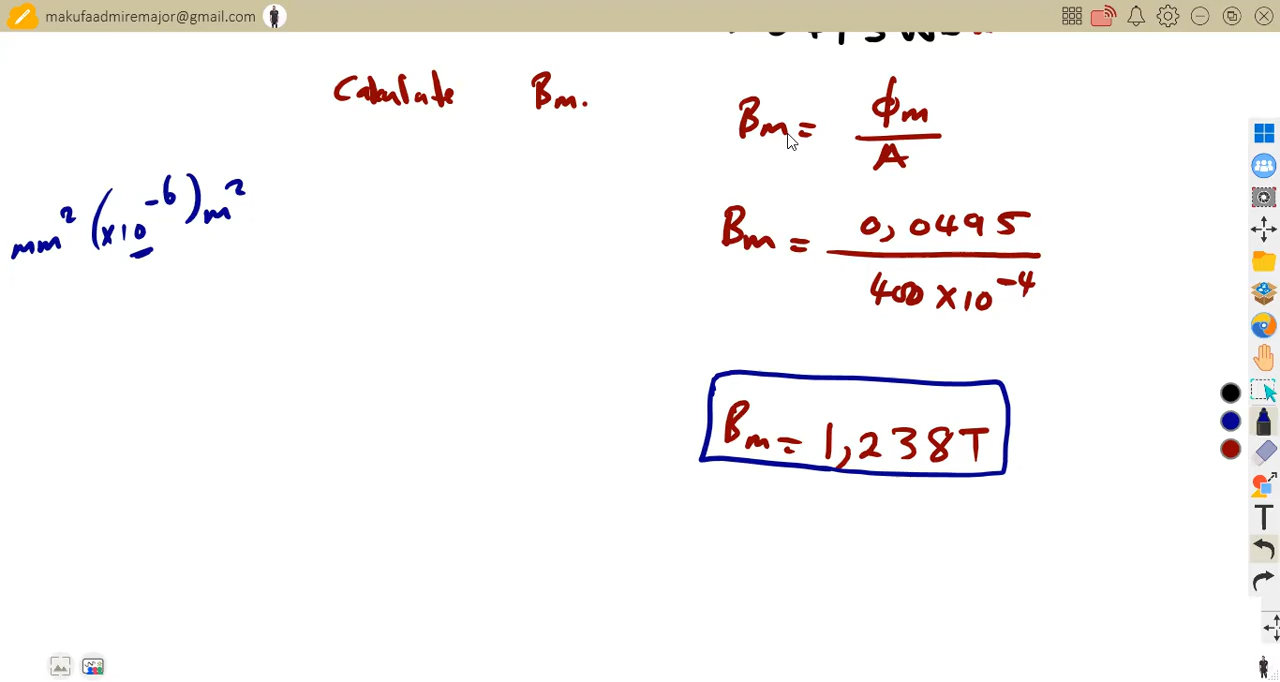 makufaadmiremajor@gmail.com
Calculate Bm.
Bm = ϕm / A
mm² (×10⁻⁶) m²
Bm = 0,0495 / 400 × 10⁻⁴
Bm = 1,238T
T